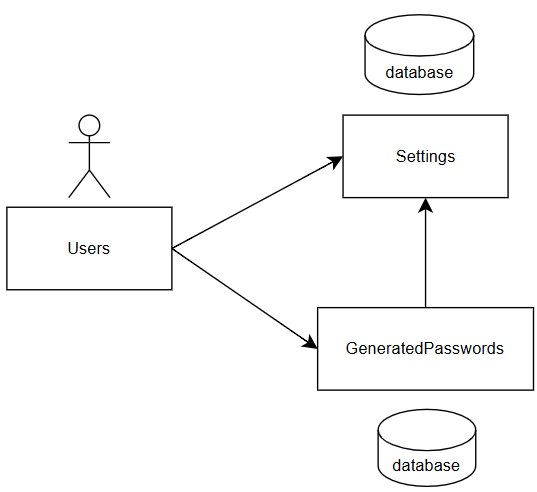 database
Settings
Users
GeneratedPasswords
database